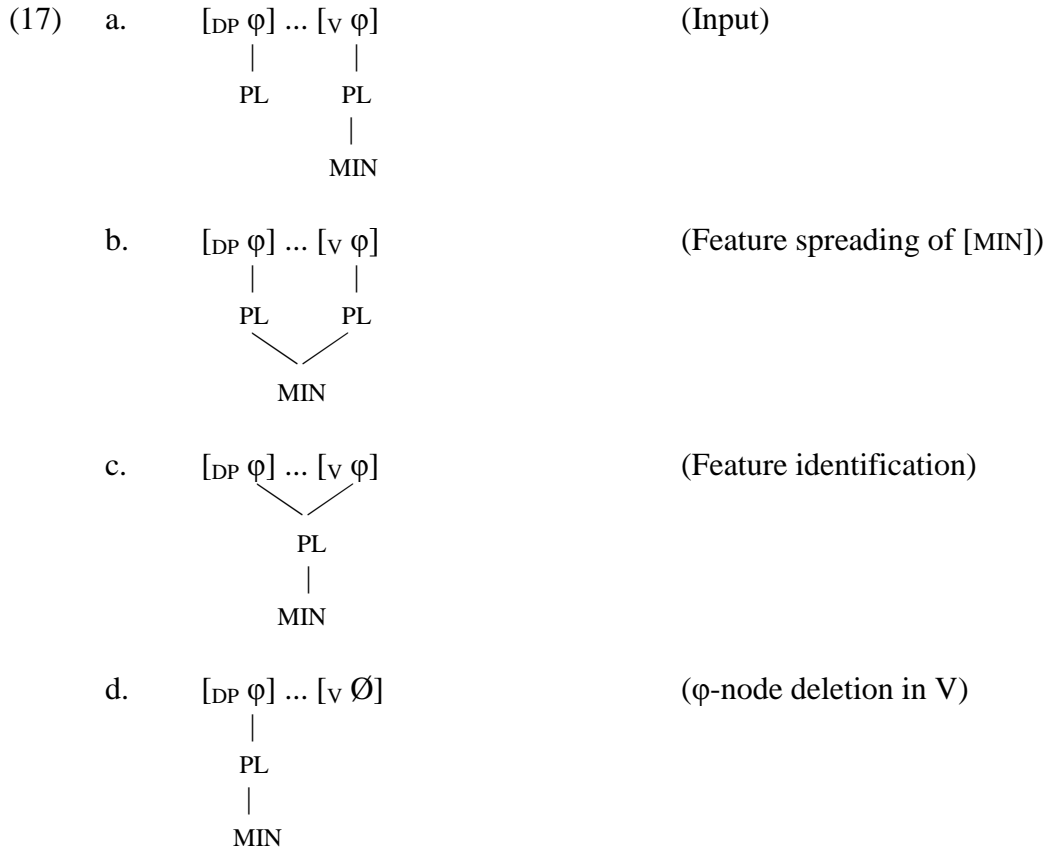 (17) a. [DP φ] ... [V φ] (Input)
PL PL
MIN
b. [DP φ] ... [V φ] (Feature spreading of [MIN])
PL PL
MIN
c. [DP φ] ... [V φ] (Feature identification)
PL
MIN
d. [DP φ] ... [V Ø] (φ-node deletion in V)
PL
MIN